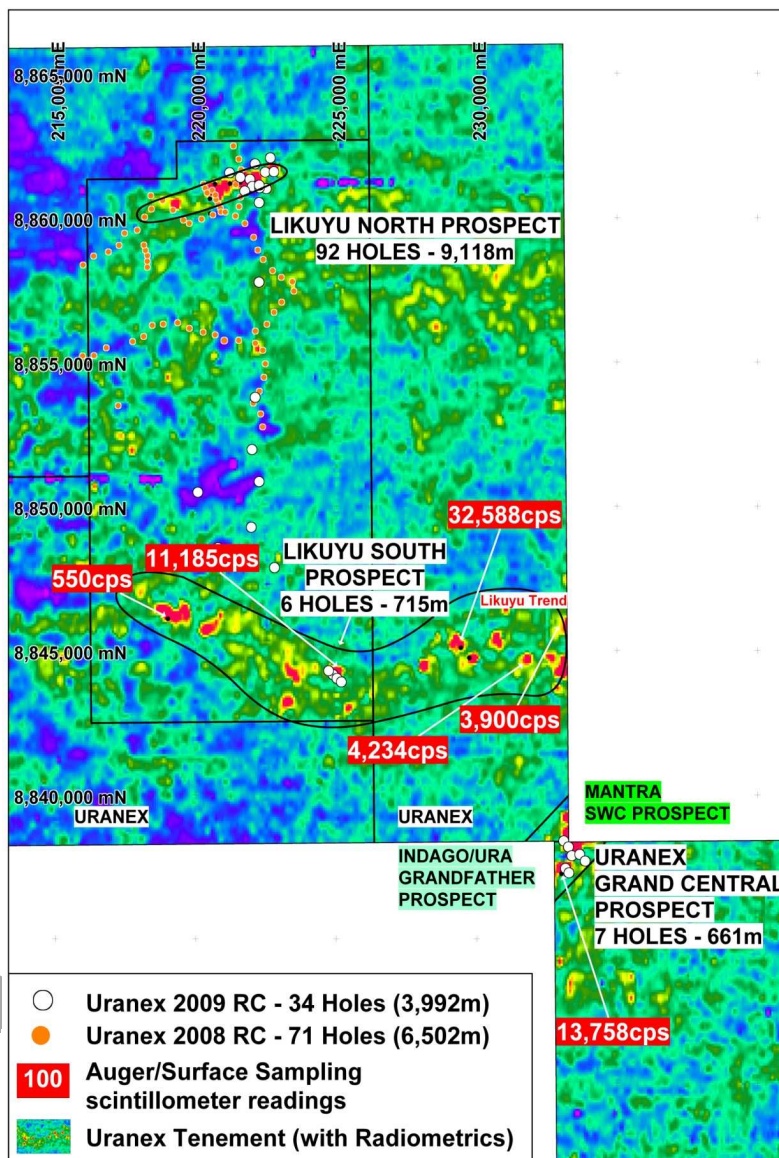 215,000 mE
220,000 mE
225,000 mE
230,000 mE
8,865,000 mN
8,860,000 mN
LIKUYU NORTH PROSPECT
92 HOLES - 9,118m
8,855,000 mN
8,850,000 mN
32,588cps
11,185cps
LIKUYU SOUTH
PROSPECT
6 HOLES - 715m
550cps
Likuyu Trend
8,845,000 mN
3,900cps
4,234cps
8,840,000 mN
URANEX
URANEX
MANTRA
SWC PROSPECT
INDAGO/URA
GRANDFATHER
PROSPECT
URANEX
GRAND CENTRAL
PROSPECT
7 HOLES - 661m
13,758cps
Uranex 2009 RC - 34 Holes (3,992m)
Uranex 2008 RC - 71 Holes (6,502m)
100
Auger/Surface Sampling
scintillometer readings
Uranex Tenement (with Radiometrics)